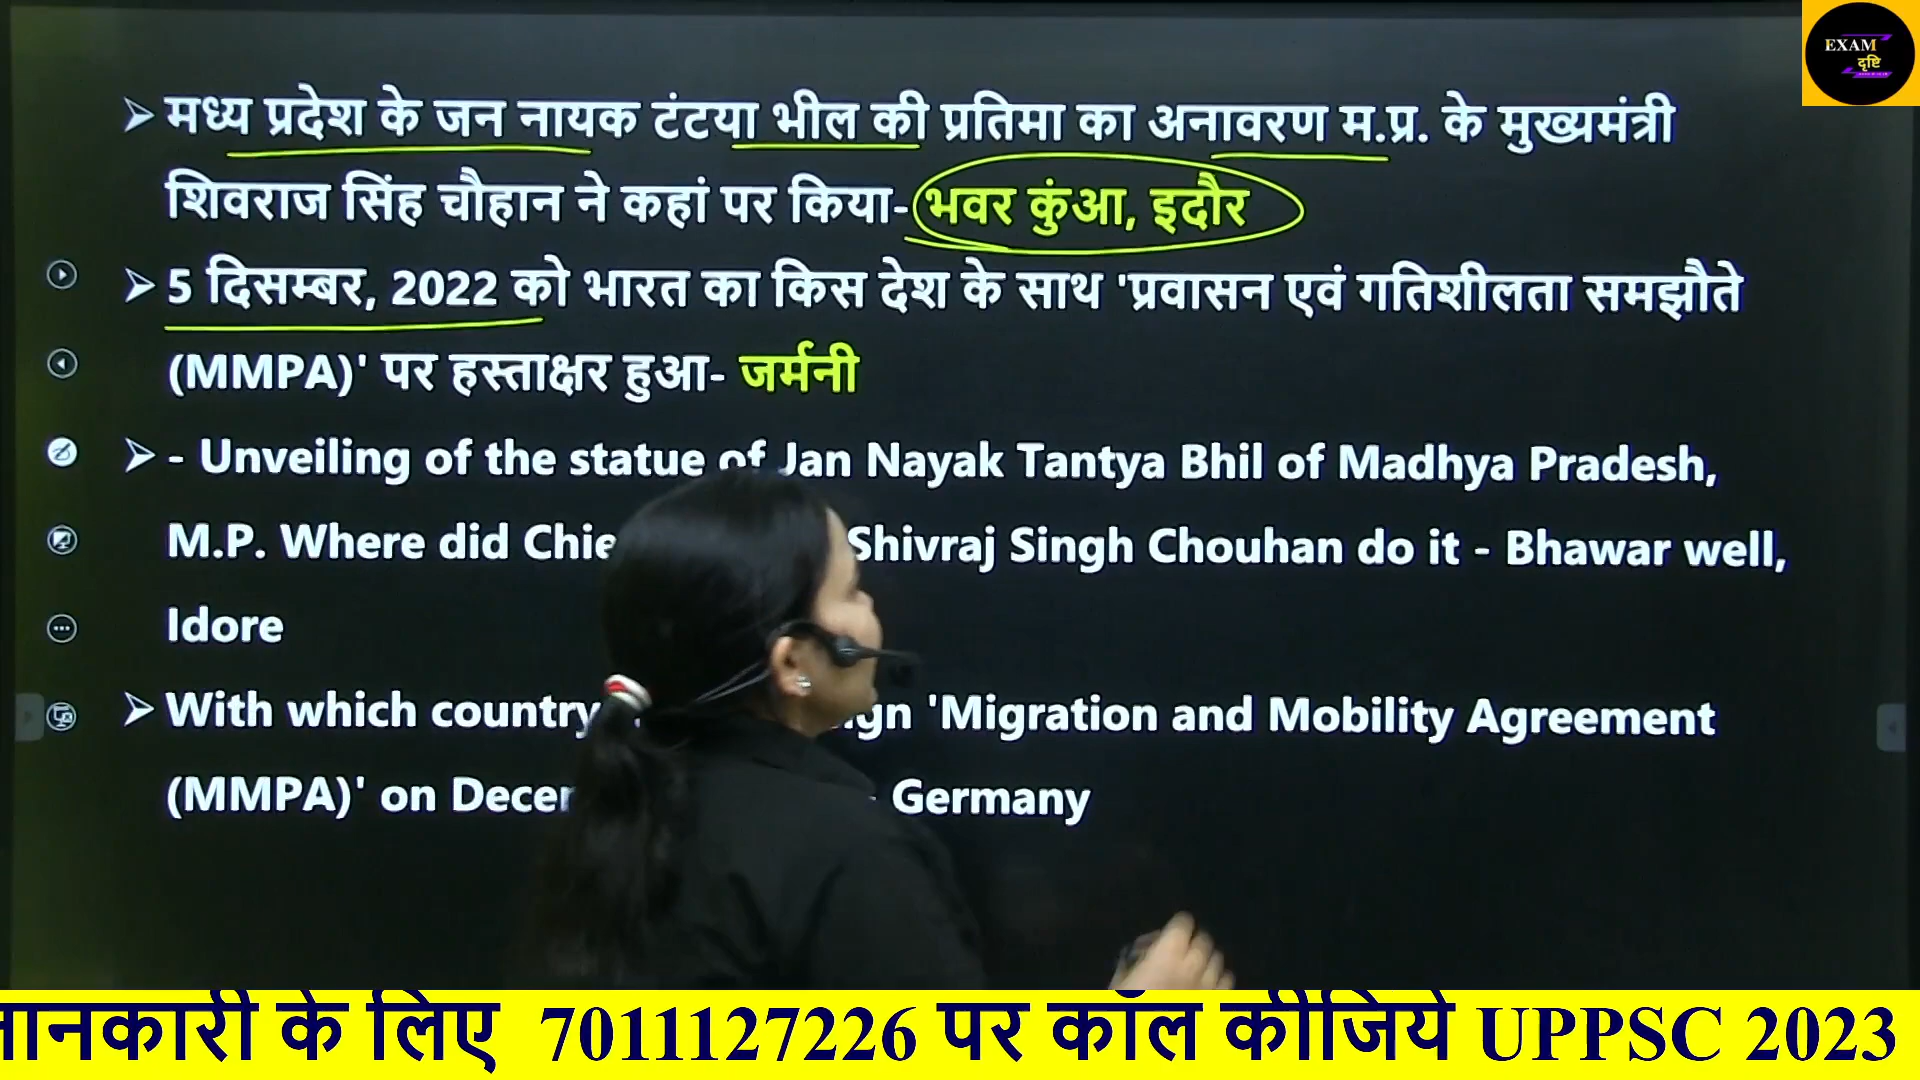 EXAM
दृष्टि
➢ मध्य प्रदेश के जन नायक टंटया भील की प्रतिमा का अनावरण म.प्र. के मुख्यमंत्री
शिवराज सिंह चौहान ने कहां पर किया- भवर कुंआ, इदौर
➢ 5 दिसम्बर, 2022 को भारत का किस देश के साथ 'प्रवासन एवं गतिशीलता समझौते
(MMPA)' पर हस्ताक्षर हुआ- जर्मनी
➢ - Unveiling of the statue of Jan Nayak Tantya Bhil of Madhya Pradesh,
M.P. Where did Shivraj Singh Chouhan do it - Bhawar well,
Idore
➢ With which country 'Migration and Mobility Agreement
(MMPA)' on - Germany
के लिए 7011127226 पर कॉल कीजिये UPPSC 2023